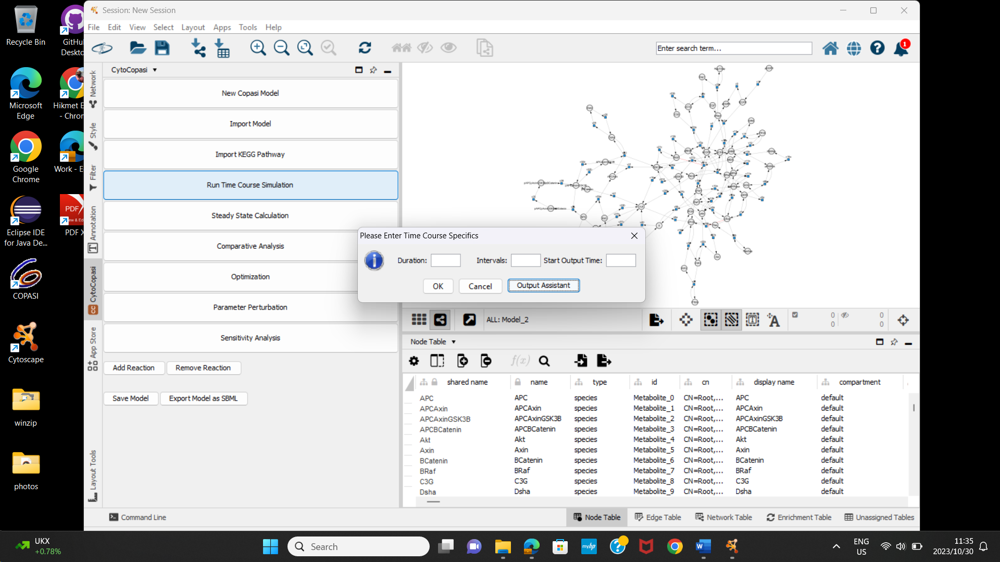 Recycle Bin
GitHu
Deskto
Microsoft
Edge
Hikmet E
- Chror
Google
Chrome
Work - E
Eclipse IDE
for Java De...
PDF X
COPASI
Cytoscape
winzip
photos
Session: New Session
File Edit View Select Layout Apps Tools Help
Enter search term...
1
Network
Style
Filter
Annotation
CytoCopasi
App Store
Layout Tools
CytoCopasi
New Copasi Model
Import Model
Import KEGG Pathway
Run Time Course Simulation
Steady State Calculation
Comparative Analysis
Optimization
Parameter Perturbation
Sensitivity Analysis
Add Reaction Remove Reaction
Save Model Export Model as SBML
Please Enter Time Course Specifics
Duration: Intervals: Start Output Time:
OK Cancel Output Assistant
ALL: Model_2
0 0
0 0
Node Table
f(x)
shared name name type id cn display name compartment
APC APC species Metabolite_0 CN=Root,... APC default
APCAxin APCAxin species Metabolite_1 CN=Root,... APCAxin default
APCAxinGSK3B APCAxinGSK3B species Metabolite_2 CN=Root,... APCAxinGSK3B default
APCBCatenin APCBCatenin species Metabolite_3 CN=Root,... APCBCatenin default
Akt Akt species Metabolite_4 CN=Root,... Akt default
Axin Axin species Metabolite_5 CN=Root,... Axin default
BCatenin BCatenin species Metabolite_6 CN=Root,... BCatenin default
BRaf BRaf species Metabolite_7 CN=Root,... BRaf default
C3G C3G species Metabolite_8 CN=Root,... C3G default
Dsha Dsha species Metabolite_9 CN=Root,... Dsha default
Command Line
Node Table Edge Table Network Table Enrichment Table Unassigned Tables
UKX
+0.78%
Search
ENG
US
11:35
2023/10/30